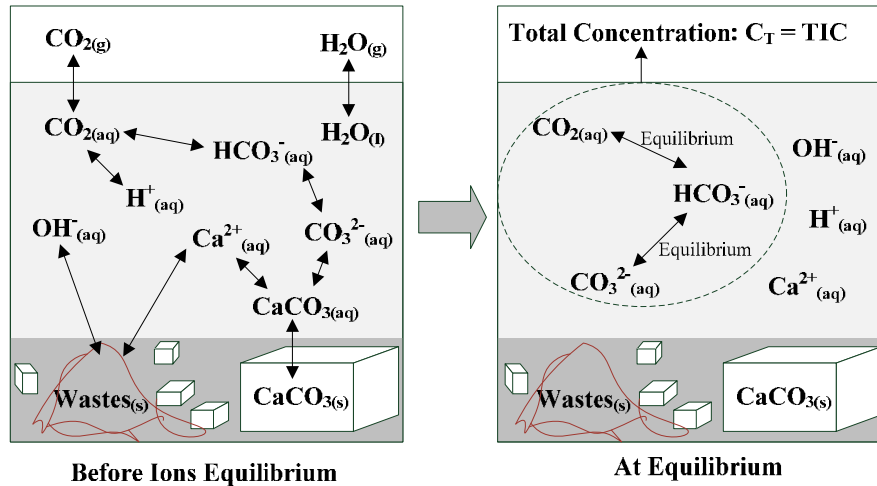 CO₂(g)
H₂O(g)
CO₂(aq)
H₂O(l)
HCO₃⁻(aq)
H⁺(aq)
OH⁻(aq)
Ca²⁺(aq)
CO₃²⁻(aq)
CaCO₃(aq)
Wastes(s)
CaCO₃(s)
Before Ions Equilibrium
Total Concentration: C_T = TIC
CO₂(aq)
Equilibrium
OH⁻(aq)
HCO₃⁻(aq)
H⁺(aq)
Equilibrium
CO₃²⁻(aq)
Ca²⁺(aq)
Wastes(s)
CaCO₃(s)
At Equilibrium